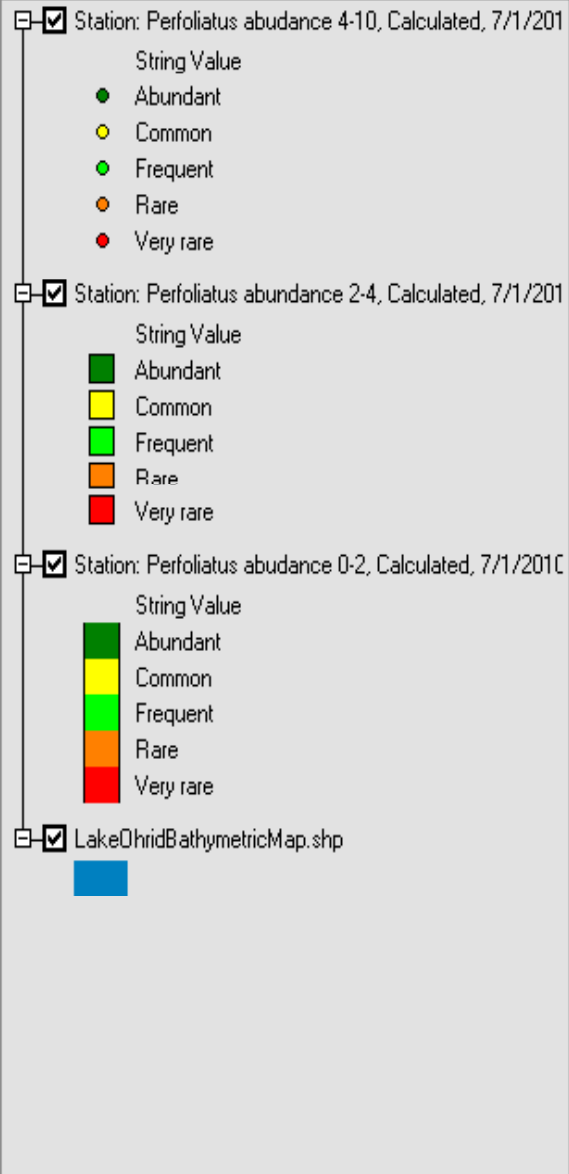 Station: Perfoliatus abudance 4-10, Calculated, 7/1/201
String Value
Abundant
Common
Frequent
Rare
Very rare
Station: Perfoliatus abundance 2-4, Calculated, 7/1/201
String Value
Abundant
Common
Frequent
Rare
Very rare
Station: Perfoliatus abudance 0-2, Calculated, 7/1/2010
String Value
Abundant
Common
Frequent
Rare
Very rare
LakeOhridBathymetricMap.shp